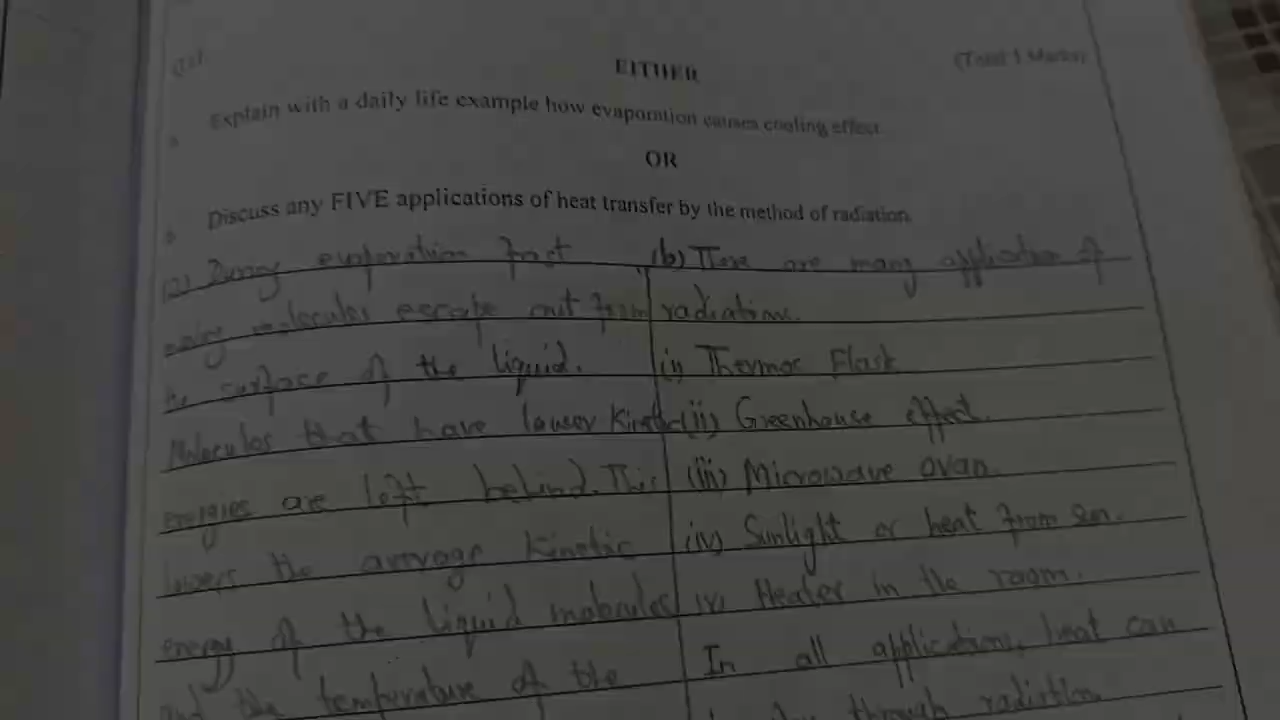 EITHER
(Total 5 Marks)
a. Explain with a daily life example how evaporation causes cooling effect.
OR
b. Discuss any FIVE applications of heat transfer by the method of radiation.
(a) During evaporation fast
moving molecules escape out from
the surface of the liquid.
Molecules that have lower Kinetic
energies are left behind. This
lowers the average kinetic
energy of the liquid molecules
and the temperature of the
(b) There are many application of
radiation.
(i) Thermos Flask
(ii) Greenhouse effect.
(iii) Microwave ovan.
(iv) Sunlight or heat from sun.
(v) Heater in the room.
In all applications, heat can
through radiation